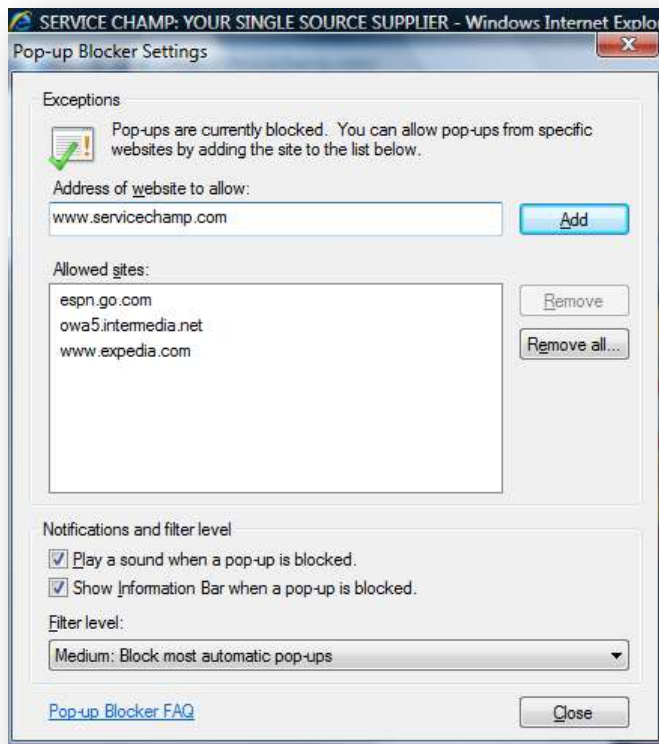 SERVICE CHAMP: YOUR SINGLE SOURCE SUPPLIER - Windows Internet Explo
Pop-up Blocker Settings
Exceptions
Pop-ups are currently blocked. You can allow pop-ups from specific
websites by adding the site to the list below.
Address of website to allow:
www.servicechamp.com
Add
Allowed sites:
espn.go.com
owa5.intermedia.net
www.expedia.com
Remove
Remove all...
Notifications and filter level
Play a sound when a pop-up is blocked.
Show Information Bar when a pop-up is blocked.
Filter level:
Medium: Block most automatic pop-ups
Pop-up Blocker FAQ
Close